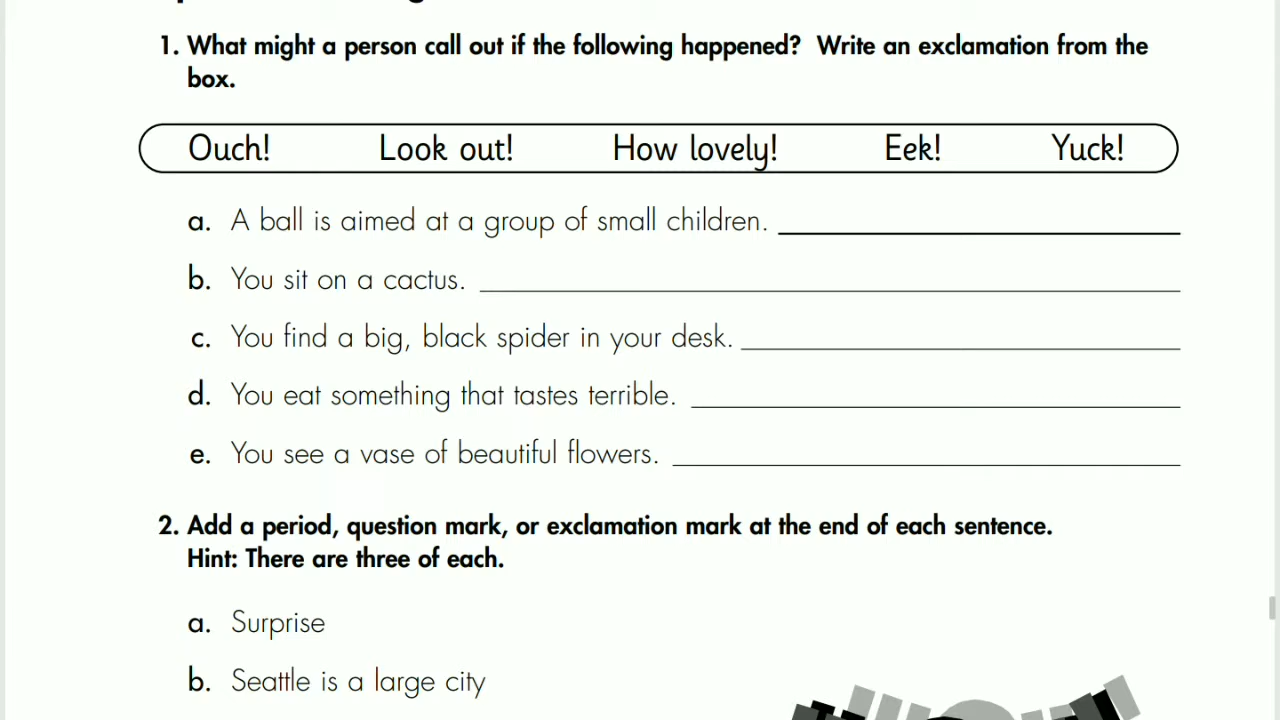 1. What might a person call out if the following happened? Write an exclamation from the
box.
Ouch! Look out! How lovely! Eek! Yuck!
a. A ball is aimed at a group of small children.
b. You sit on a cactus.
c. You find a big, black spider in your desk.
d. You eat something that tastes terrible.
e. You see a vase of beautiful flowers.
2. Add a period, question mark, or exclamation mark at the end of each sentence.
Hint: There are three of each.
a. Surprise
b. Seattle is a large city